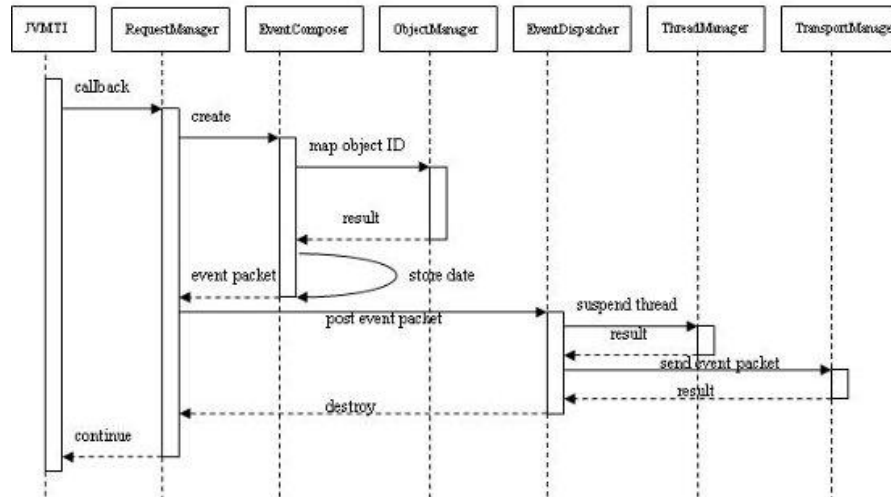 JVMTI
RequestManager
EventComposer
ObjectManager
EventDispatcher
ThreadManager
TransportManage
callback
create
map object ID
result
event packet
store date
post event packet
suspend thread
result
send event packet
result
destroy
continue